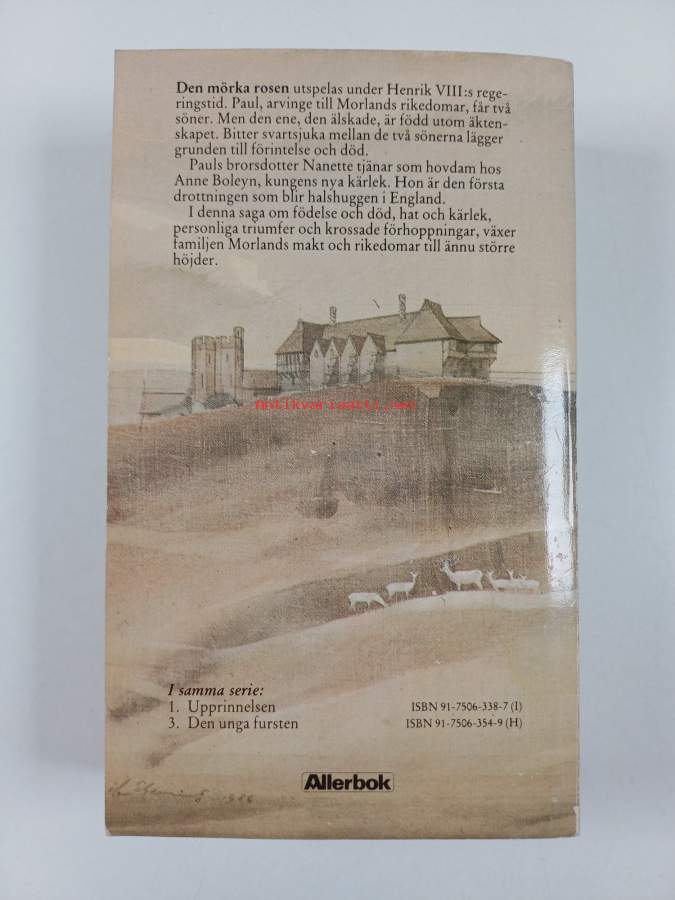 Den mörka rosen utspelas under Henrik VIII:s rege-
ringstid. Paul, arvinge till Morlands rikedomar, får två
söner. Men den ene, den älskade, är född utom äkten-
skapet. Bitter svartsjuka mellan de två sönerna lägger
grunden till förintelse och död.
Pauls brorsdotter Nanette tjänar som hovdam hos
Anne Boleyn, kungens nya kärlek. Hon är den första
drottningen som blir halshuggen i England.
I denna saga om födelse och död, hat och kärlek,
personliga triumfer och krossade förhoppningar, växer
familjen Morlands makt och rikedomar till ännu större
höjder.
antikvariaatti.net
I samma serie:
1. Upprinnelsen ISBN 91-7506-338-7 (I)
3. Den unga fursten ISBN 91-7506-354-9 (H)
Allerbok